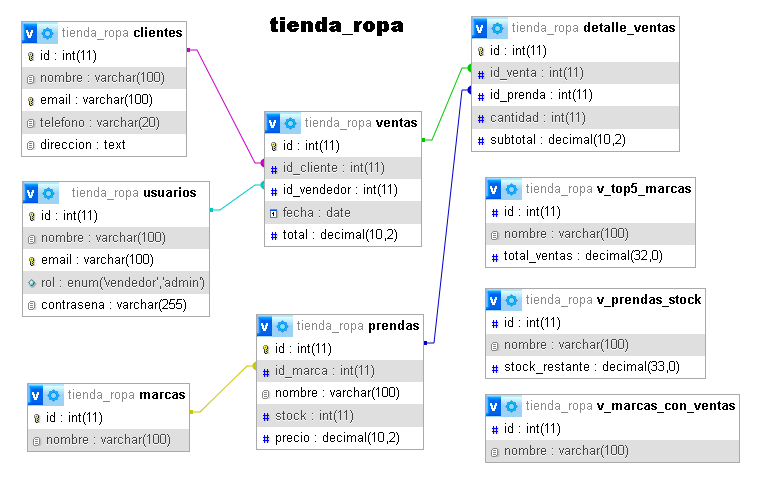 tienda_ropa
v tienda_ropa clientes
id : int(11)
nombre : varchar(100)
email : varchar(100)
# telefono : varchar(20)
direccion : text
v tienda_ropa usuarios
id : int(11)
nombre : varchar(100)
email : varchar(100)
rol : enum('vendedor','admin')
contrasena : varchar(255)
v tienda_ropa marcas
id : int(11)
nombre : varchar(100)
v tienda_ropa ventas
id : int(11)
# id_cliente : int(11)
# id_vendedor : int(11)
fecha : date
# total : decimal(10,2)
v tienda_ropa prendas
id : int(11)
# id_marca : int(11)
nombre : varchar(100)
# stock : int(11)
# precio : decimal(10,2)
v tienda_ropa detalle_ventas
id : int(11)
# id_venta : int(11)
# id_prenda : int(11)
# cantidad : int(11)
# subtotal : decimal(10,2)
v tienda_ropa v_top5_marcas
# id : int(11)
nombre : varchar(100)
# total_ventas : decimal(32,0)
v tienda_ropa v_prendas_stock
# id : int(11)
nombre : varchar(100)
# stock_restante : decimal(33,0)
v tienda_ropa v_marcas_con_ventas
# id : int(11)
nombre : varchar(100)